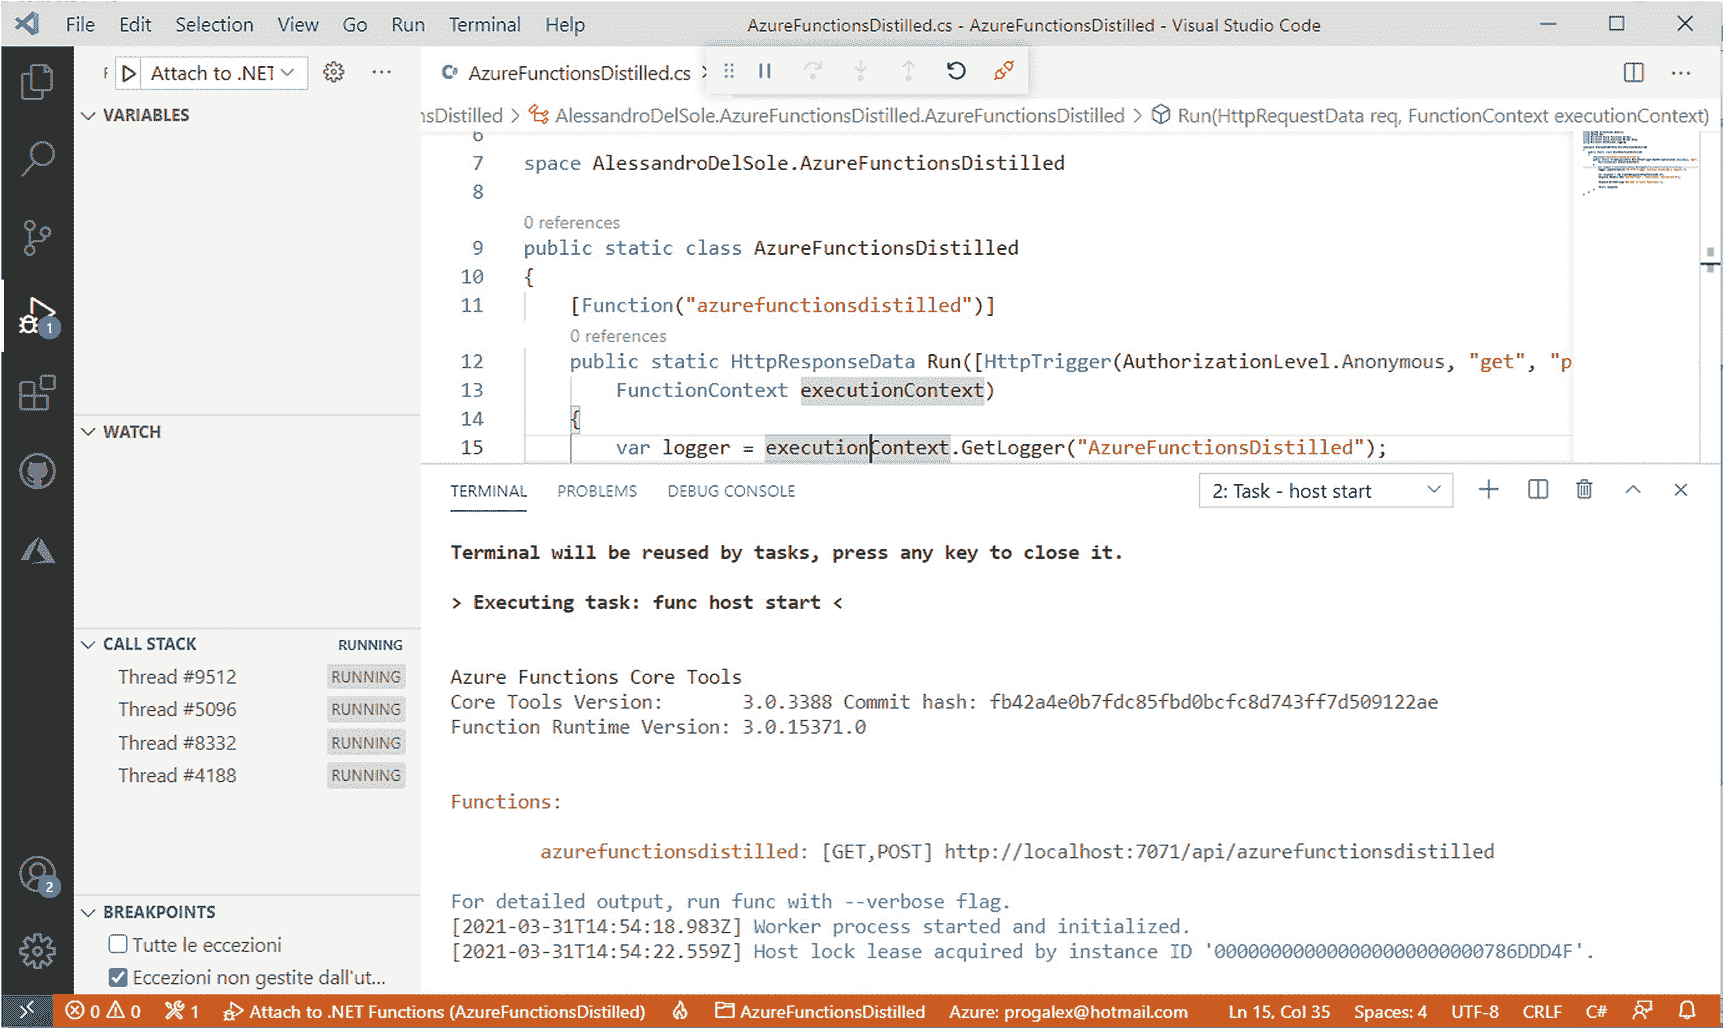 File Edit Selection View Go Run Terminal Help AzureFunctionsDistilled.cs - AzureFunctionsDistilled - Visual Studio Code
Attach to .NET
VARIABLES
WATCH
CALL STACK RUNNING
Thread #9512 RUNNING
Thread #5096 RUNNING
Thread #8332 RUNNING
Thread #4188 RUNNING
BREAKPOINTS
Tutte le eccezioni
Eccezioni non gestite dall'ut...
1
2
C# AzureFunctionsDistilled.cs
nsDistilled > AlessandroDelSole.AzureFunctionsDistilled.AzureFunctionsDistilled > Run(HttpRequestData req, FunctionContext executionContext)
6
7 space AlessandroDelSole.AzureFunctionsDistilled
8
0 references
9 public static class AzureFunctionsDistilled
10 {
11 [Function("azurefunctionsdistilled")]
0 references
12 public static HttpResponseData Run([HttpTrigger(AuthorizationLevel.Anonymous, "get", "p
13 FunctionContext executionContext)
14 {
15 var logger = executionContext.GetLogger("AzureFunctionsDistilled");
TERMINAL PROBLEMS DEBUG CONSOLE 2: Task - host start
Terminal will be reused by tasks, press any key to close it.
> Executing task: func host start <
Azure Functions Core Tools
Core Tools Version: 3.0.3388 Commit hash: fb42a4e0b7fdc85fbd0bcfc8d743ff7d509122ae
Function Runtime Version: 3.0.15371.0
Functions:
azurefunctionsdistilled: [GET,POST] http://localhost:7071/api/azurefunctionsdistilled
For detailed output, run func with --verbose flag.
[2021-03-31T14:54:18.983Z] Worker process started and initialized.
[2021-03-31T14:54:22.559Z] Host lock lease acquired by instance ID '000000000000000000000000786DDD4F'.
0 0 1 Attach to .NET Functions (AzureFunctionsDistilled) AzureFunctionsDistilled Azure: progalex@hotmail.com Ln 15, Col 35 Spaces: 4 UTF-8 CRLF C#